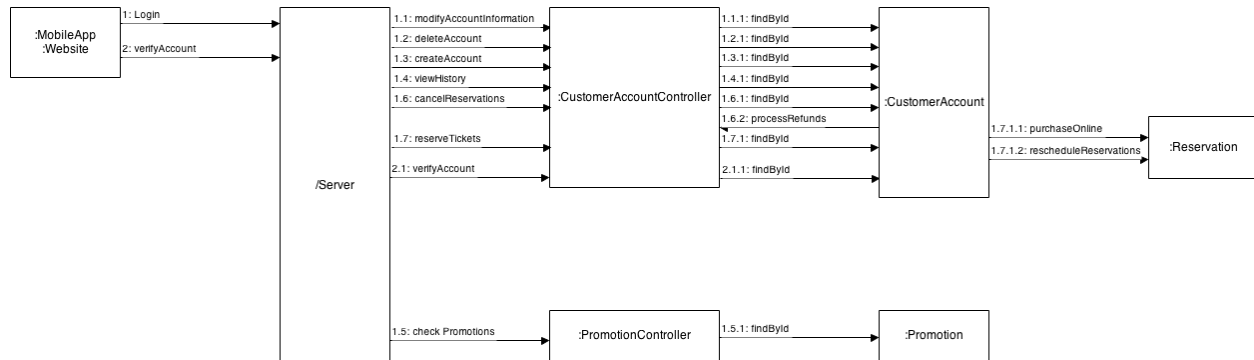 :MobileApp
:Website
1: Login
2: verifyAccount
/Server
1.1: modifyAccountInformation
1.2: deleteAccount
1.3: createAccount
1.4: viewHistory
1.6: cancelReservations
1.7: reserveTickets
2.1: verifyAccount
:CustomerAccountController
1.1.1: findById
1.2.1: findById
1.3.1: findById
1.4.1: findById
1.6.1: findById
1.6.2: processRefunds
1.7.1: findById
2.1.1: findById
:CustomerAccount
1.7.1.1: purchaseOnline
1.7.1.2: rescheduleReservations
:Reservation
1.5: check Promotions
:PromotionController
1.5.1: findById
:Promotion